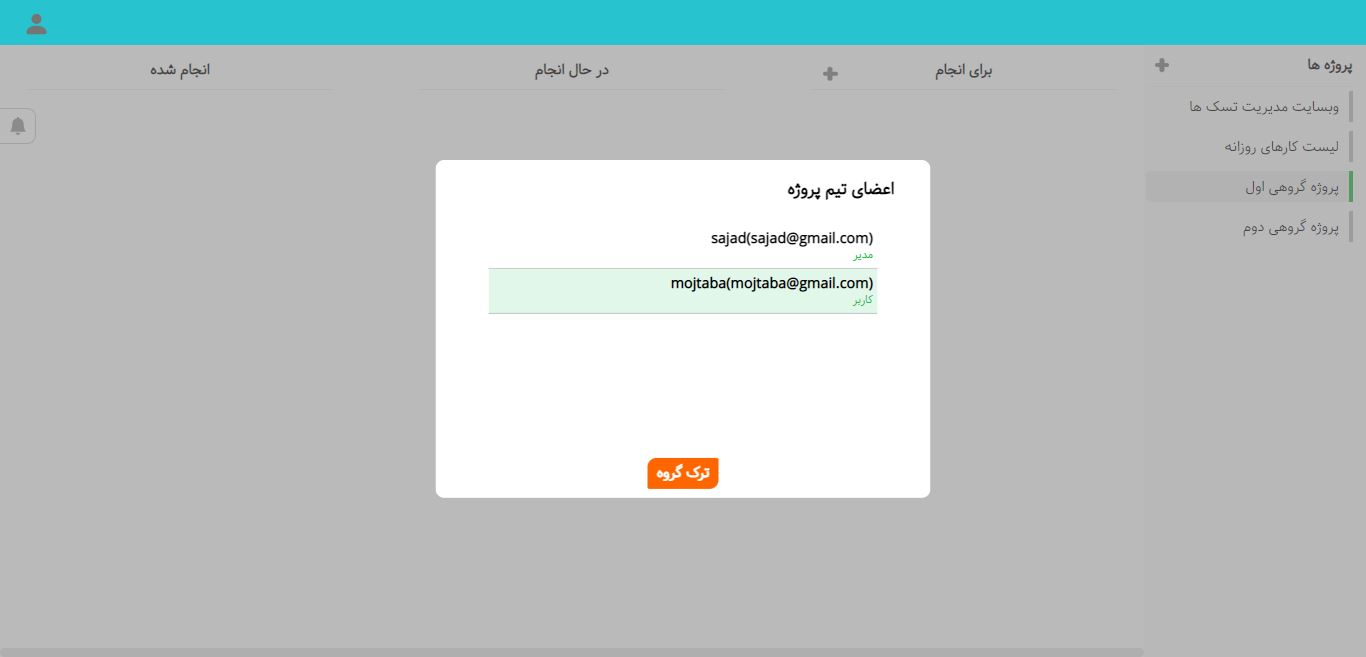 پروژه ها
وبسایت مدیریت تسک ها
لیست کارهای روزانه
پروژه گروهی اول
پروژه گروهی دوم
برای انجام
در حال انجام
انجام شده
اعضای تیم پروژه
sajad(sajad@gmail.com)
مدیر
mojtaba(mojtaba@gmail.com)
کاربر
ترک گروه